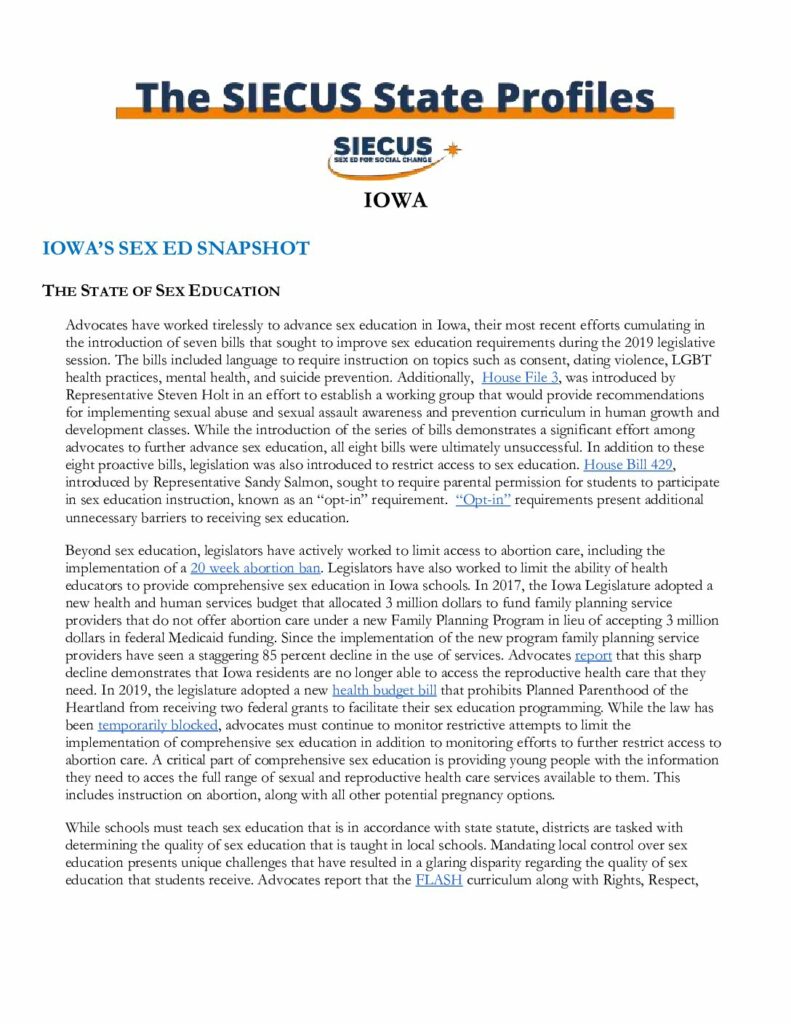 The SIECUS State Profiles
SIECUS
SEX ED FOR SOCIAL CHANGE
IOWA
IOWA'S SEX ED SNAPSHOT
THE STATE OF SEX EDUCATION
Advocates have worked tirelessly to advance sex education in Iowa, their most recent efforts cumulating in
the introduction of seven bills that sought to improve sex education requirements during the 2019 legislative
session. The bills included language to require instruction on topics such as consent, dating violence, LGBT
health practices, mental health, and suicide prevention. Additionally, House File 3, was introduced by
Representative Steven Holt in an effort to establish a working group that would provide recommendations
for implementing sexual abuse and sexual assault awareness and prevention curriculum in human growth and
development classes. While the introduction of the series of bills demonstrates a significant effort among
advocates to further advance sex education, all eight bills were ultimately unsuccessful. In addition to these
eight proactive bills, legislation was also introduced to restrict access to sex education. House Bill 429,
introduced by Representative Sandy Salmon, sought to require parental permission for students to participate
in sex education instruction, known as an “opt-in” requirement. “Opt-in” requirements present additional
unnecessary barriers to receiving sex education.
Beyond sex education, legislators have actively worked to limit access to abortion care, including the
implementation of a 20 week abortion ban. Legislators have also worked to limit the ability of health
educators to provide comprehensive sex education in Iowa schools. In 2017, the Iowa Legislature adopted a
new health and human services budget that allocated 3 million dollars to fund family planning service
providers that do not offer abortion care under a new Family Planning Program in lieu of accepting 3 million
dollars in federal Medicaid funding. Since the implementation of the new program family planning service
providers have seen a staggering 85 percent decline in the use of services. Advocates report that this sharp
decline demonstrates that Iowa residents are no longer able to access the reproductive health care that they
need. In 2019, the legislature adopted a new health budget bill that prohibits Planned Parenthood of the
Heartland from receiving two federal grants to facilitate their sex education programming. While the law has
been temporarily blocked, advocates must continue to monitor restrictive attempts to limit the
implementation of comprehensive sex education in addition to monitoring efforts to further restrict access to
abortion care. A critical part of comprehensive sex education is providing young people with the information
they need to acces the full range of sexual and reproductive health care services available to them. This
includes instruction on abortion, along with all other potential pregnancy options.
While schools must teach sex education that is in accordance with state statute, districts are tasked with
determining the quality of sex education that is taught in local schools. Mandating local control over sex
education presents unique challenges that have resulted in a glaring disparity regarding the quality of sex
education that students receive. Advocates report that the FLASH curriculum along with Rights, Respect,